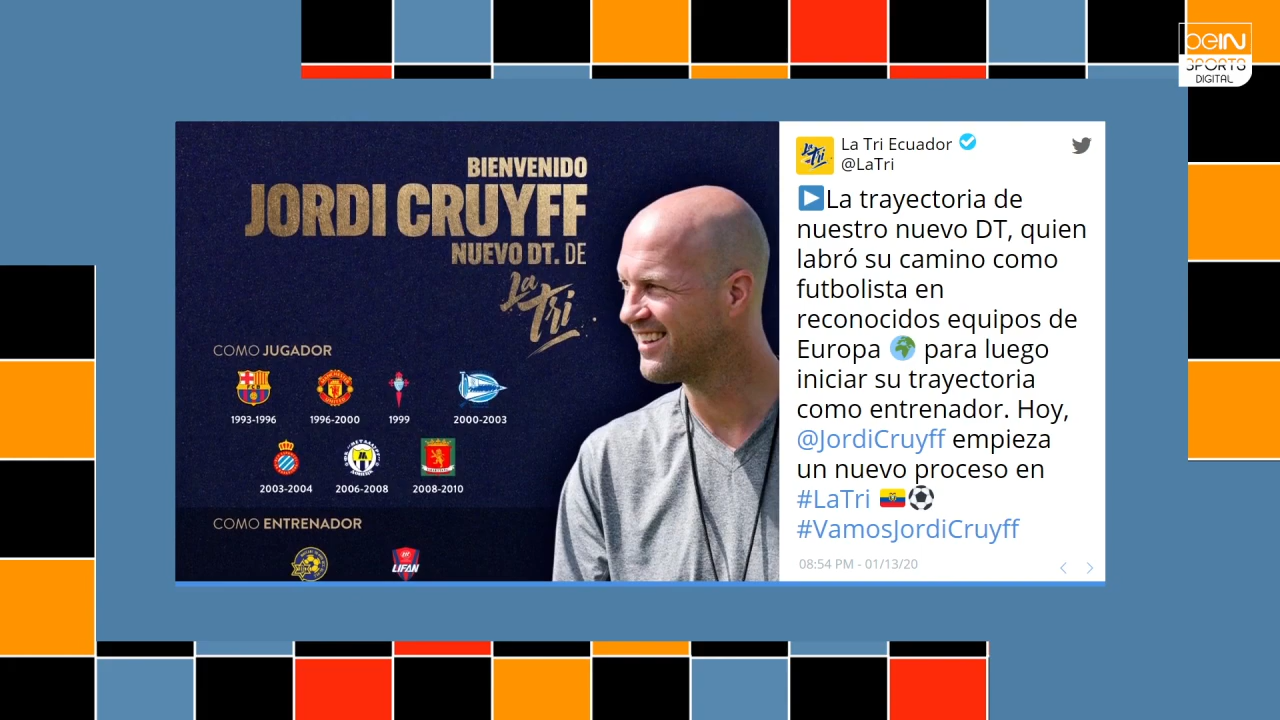 beIN
SPORTS
DIGITAL
BIENVENIDO
JORDI CRUYFF
NUEVO DT. DE
La
Tri
COMO JUGADOR
1993-1996 1996-2000 1999 2000-2003
2003-2004 2006-2008 2008-2010
COMO ENTRENADOR
LIFAN
La Tri
La Tri Ecuador
@LaTri
La trayectoria de
nuestro nuevo DT, quien
labró su camino como
futbolista en
reconocidos equipos de
Europa 🌍 para luego
iniciar su trayectoria
como entrenador. Hoy,
@JordiCruyff empieza
un nuevo proceso en
#LaTri 🇪🇨⚽
#VamosJordiCruyff
08:54 PM - 01/13/20